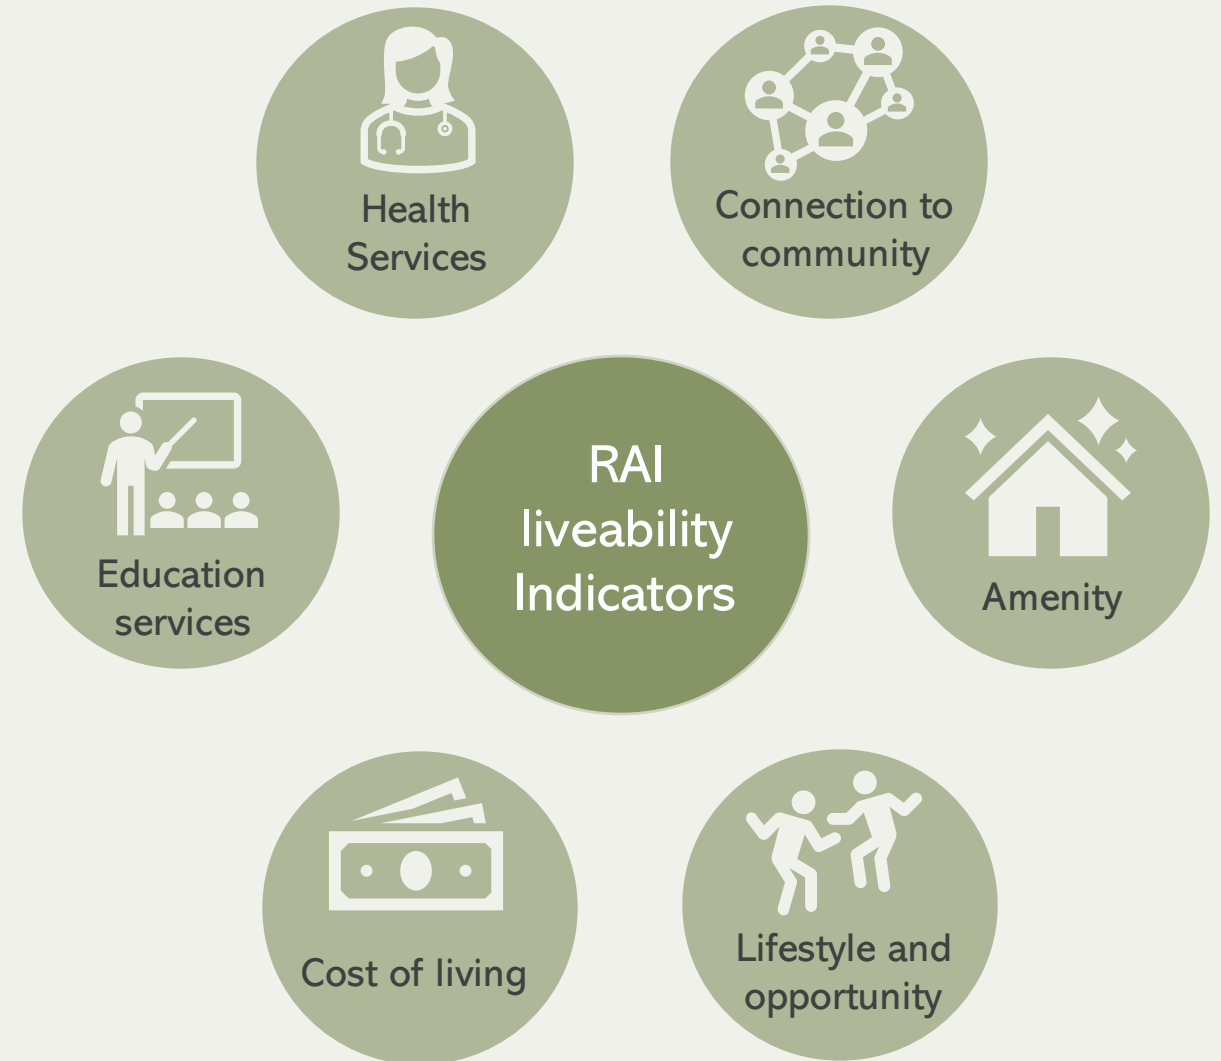 Health
Services
Connection to
community
Education
services
RAI
liveability
Indicators
Amenity
Cost of living
Lifestyle and
opportunity